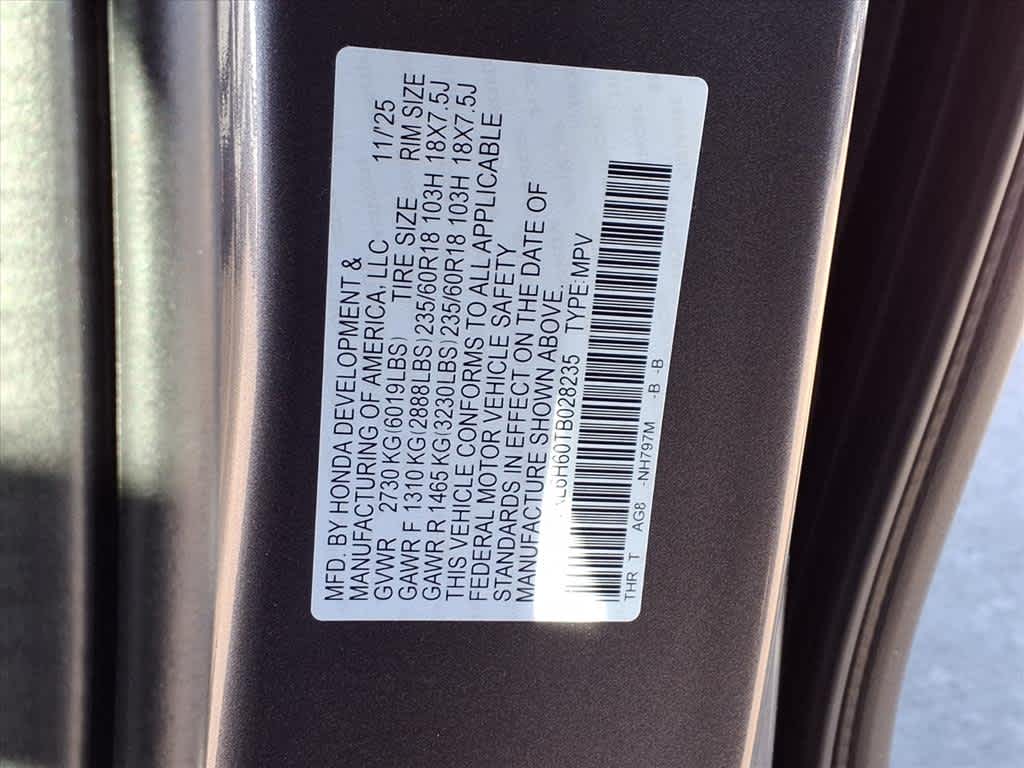 MFD. BY HONDA DEVELOPMENT &
MANUFACTURING OF AMERICA, LLC 11/'25
GVWR 2730 KG(6019LBS) TIRE SIZE RIM SIZE
GAWR F 1310 KG(2888LBS) 235/60R18 103H 18X7.5J
GAWR R 1465 KG(3230LBS) 235/60R18 103H 18X7.5J
THIS VEHICLE CONFORMS TO ALL APPLICABLE
FEDERAL MOTOR VEHICLE SAFETY
STANDARDS IN EFFECT ON THE DATE OF
MANUFACTURE SHOWN ABOVE.
L6H60TB028235 TYPE:MPV
THR T AG8 -NH797M -B -B